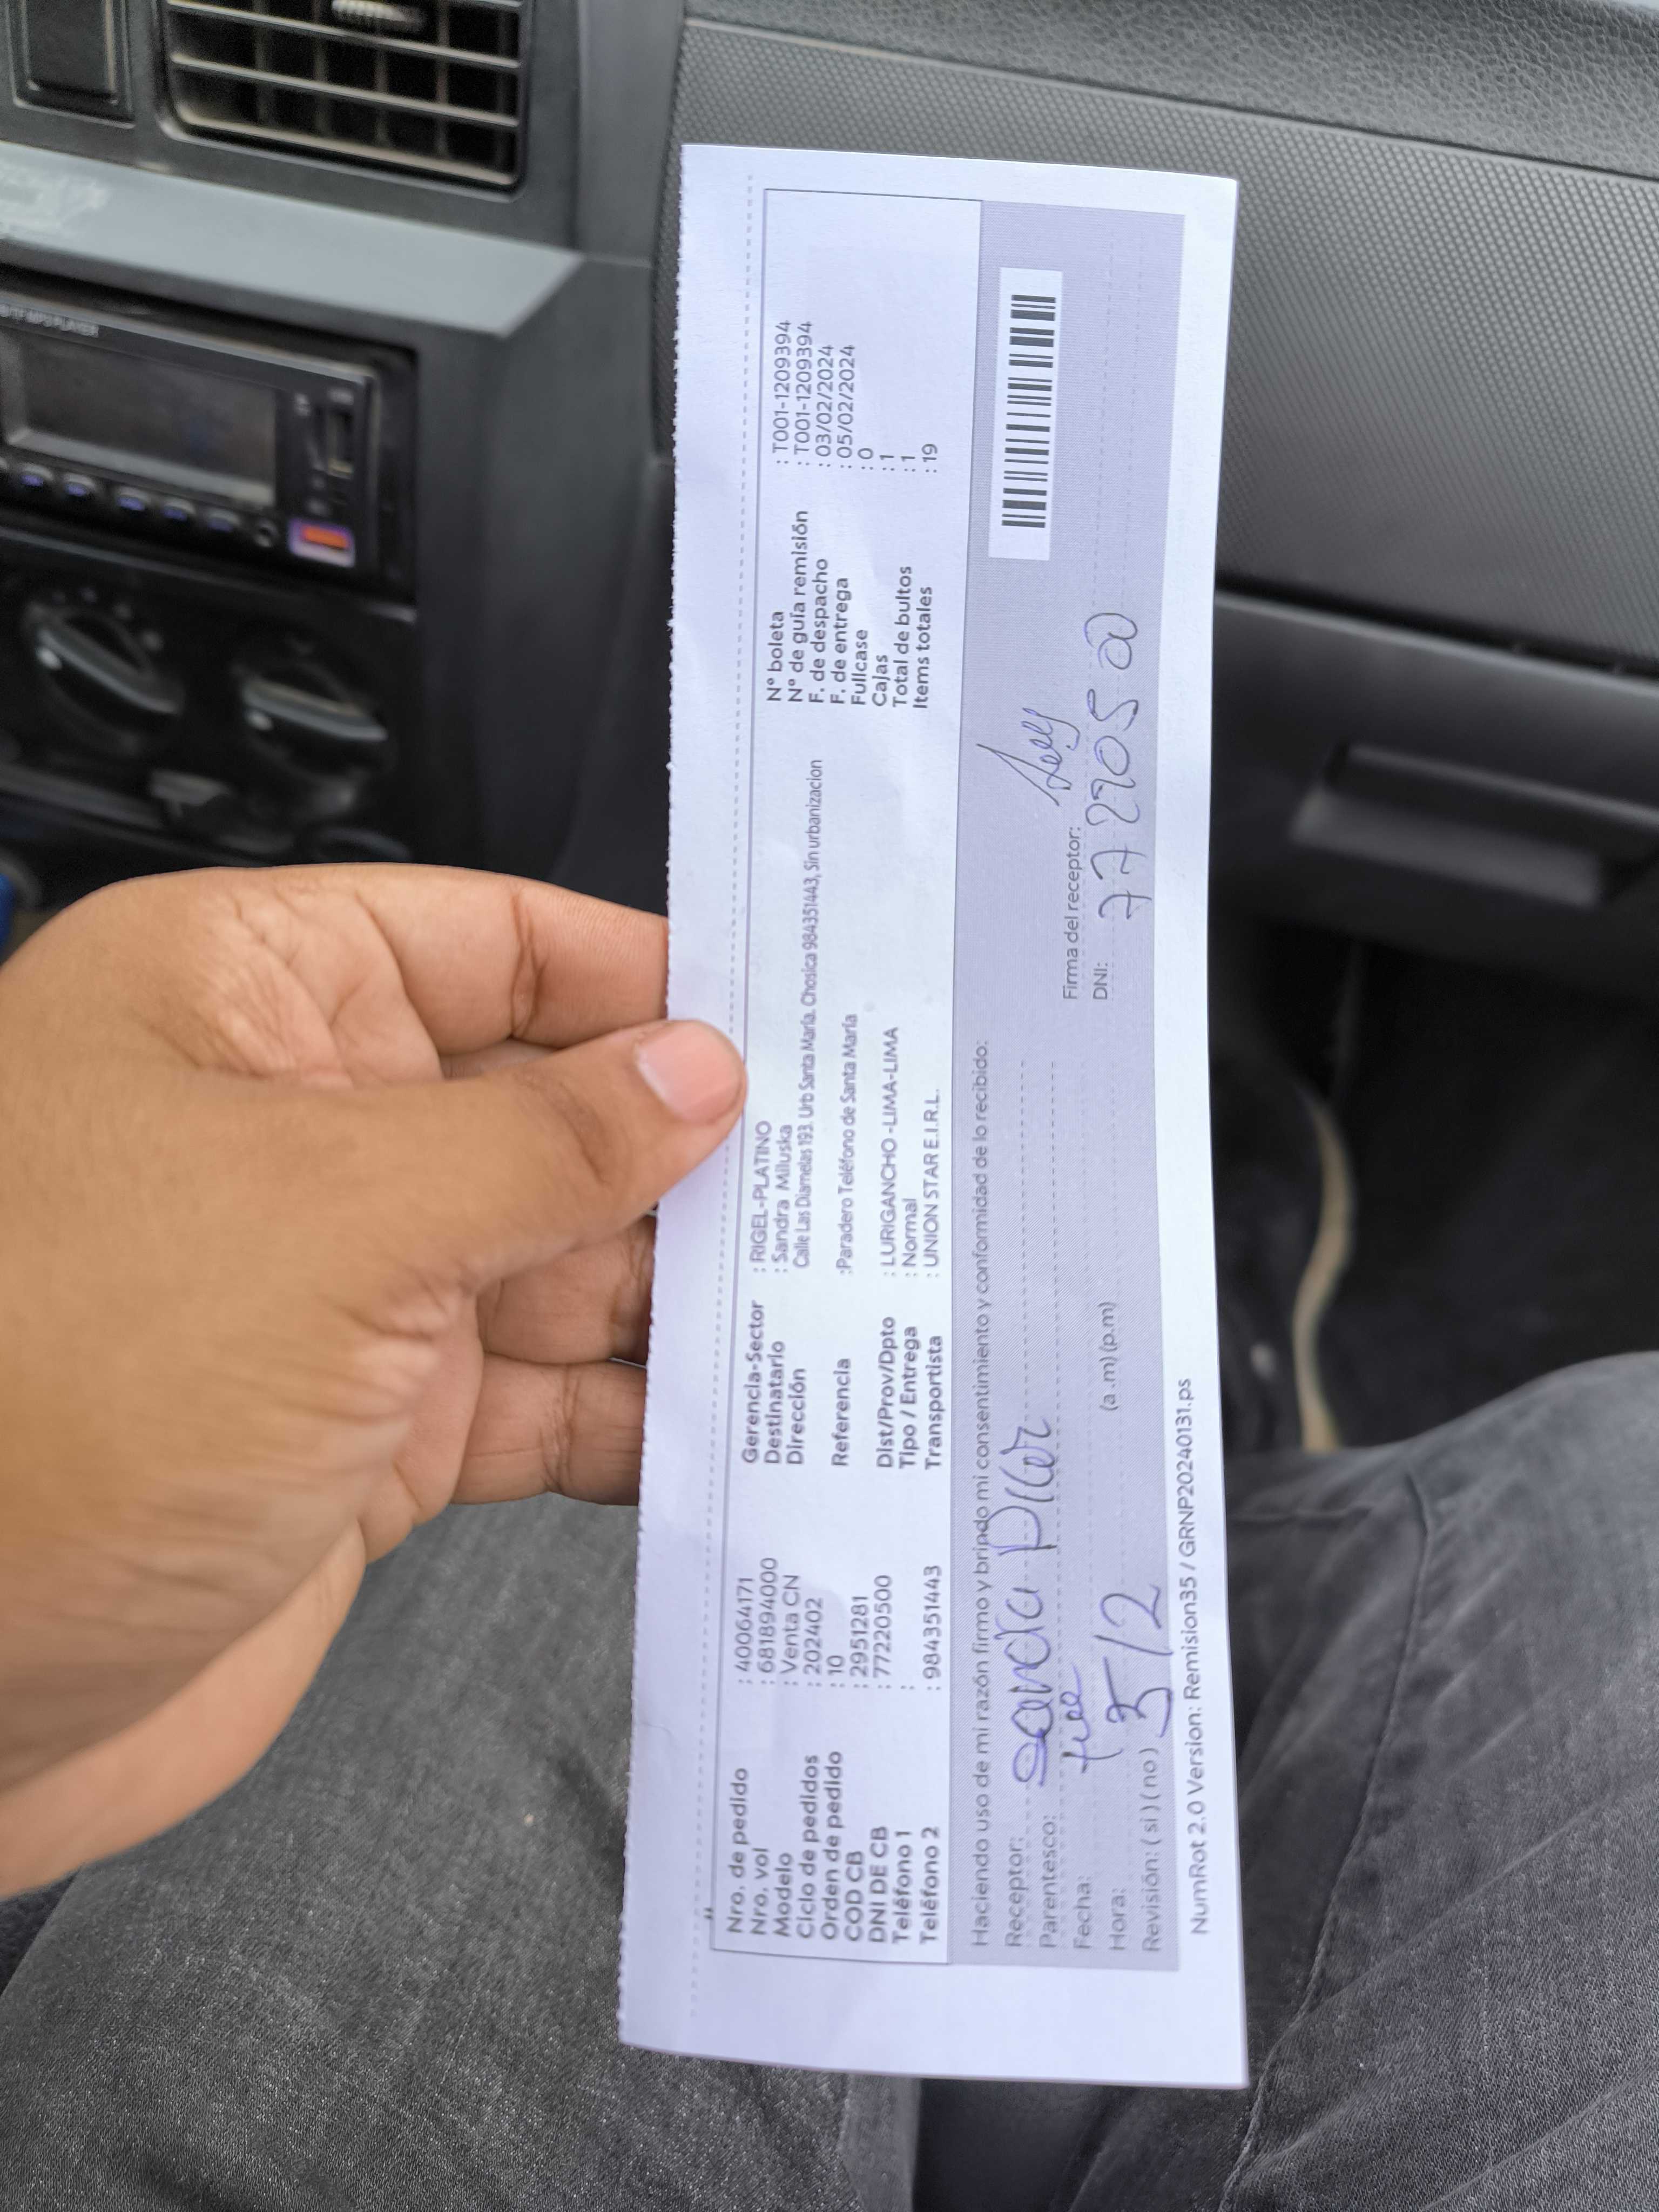 Nro. de pedido : 40064171
Nro. vol : 681894000
Modelo : Venta CN
Ciclo de pedidos : 202402
Orden de pedido : 10
COD CB : 2951281
DNI DE CB : 77220500
Teléfono 1 :
Teléfono 2 : 984351443
Gerencia-Sector : RIGEL-PLATINO
Destinatario : Sandra Miluska
Dirección Calle Las Diamelas 193. Urb Santa María. Chosica 984351443, Sin urbanizacion
Referencia :Paradero Teléfono de Santa María
Dist/Prov/Dpto : LURIGANCHO -LIMA-LIMA
Tipo / Entrega : Normal
Transportista : UNION STAR E.I.R.L.
N° boleta : T001-1209394
N° de guía remisión : T001-1209394
F. de despacho : 03/02/2024
F. de entrega : 05/02/2024
Fullcase : 0
Cajas : 1
Total de bultos : 1
Items totales : 19
Haciendo uso de mi razón firmo y brindo mi consentimiento y conformidad de lo recibido:
Receptor:
Parentesco:
Fecha: 5/2
Hora: (a.m) (p.m)
Revisión: ( si ) ( no )
Firma del receptor:
DNI: 77220500
NumRot 2.0 Version: Remision35 / GRNP20240131.ps